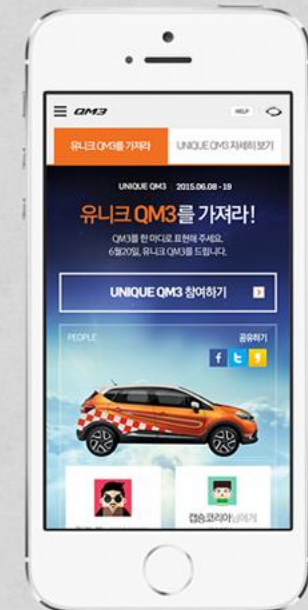 QM3
HELP
유니크 QM3를 가져라
UNIQUE QM3 자세히 보기
UNIQUE QM3 | 2015.06.08 - 19
유니크 QM3를 가져라!
QM3를 한 마디로 표현해 주세요.
6월20일, 유니크 QM3를 드립니다.
UNIQUE QM3 참여하기
PEOPLE
공유하기
캡숑코리아님에게